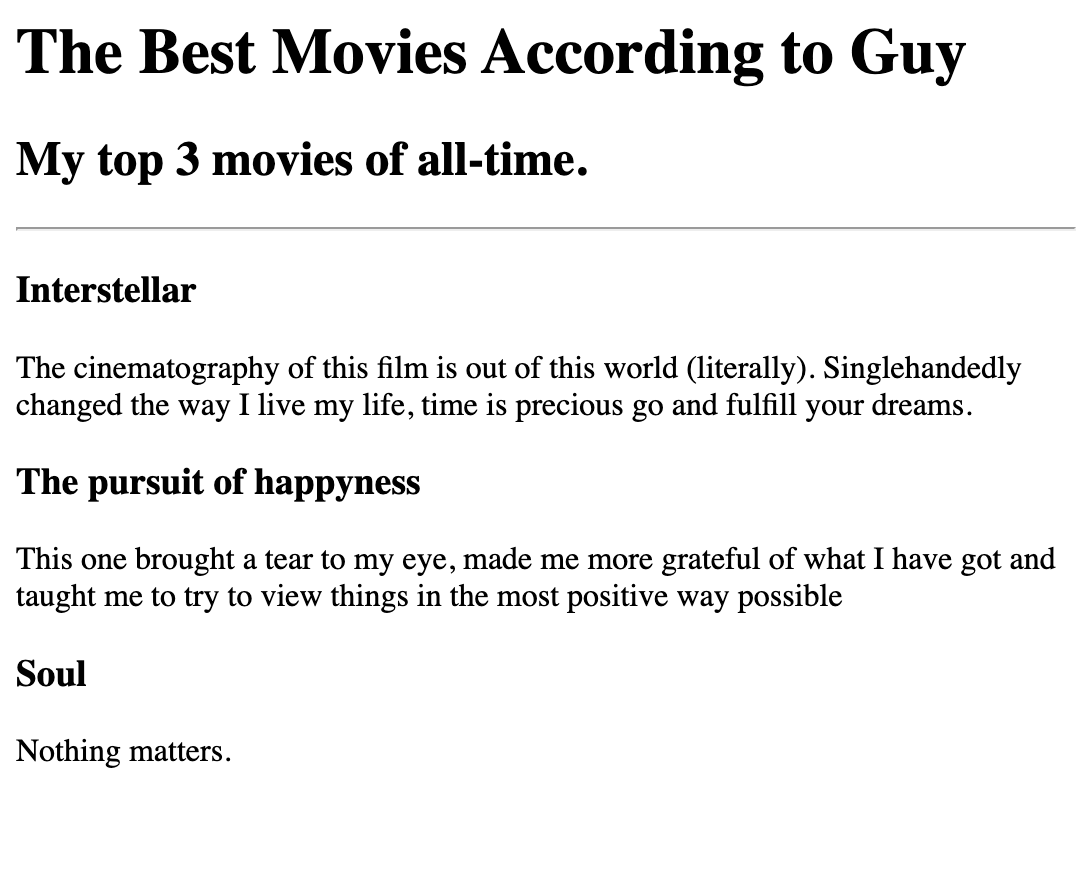 The Best Movies According to Guy
My top 3 movies of all-time.
Interstellar
The cinematography of this film is out of this world (literally). Singlehandedly
changed the way I live my life, time is precious go and fulfill your dreams.
The pursuit of happyness
This one brought a tear to my eye, made me more grateful of what I have got and
taught me to try to view things in the most positive way possible
Soul
Nothing matters.